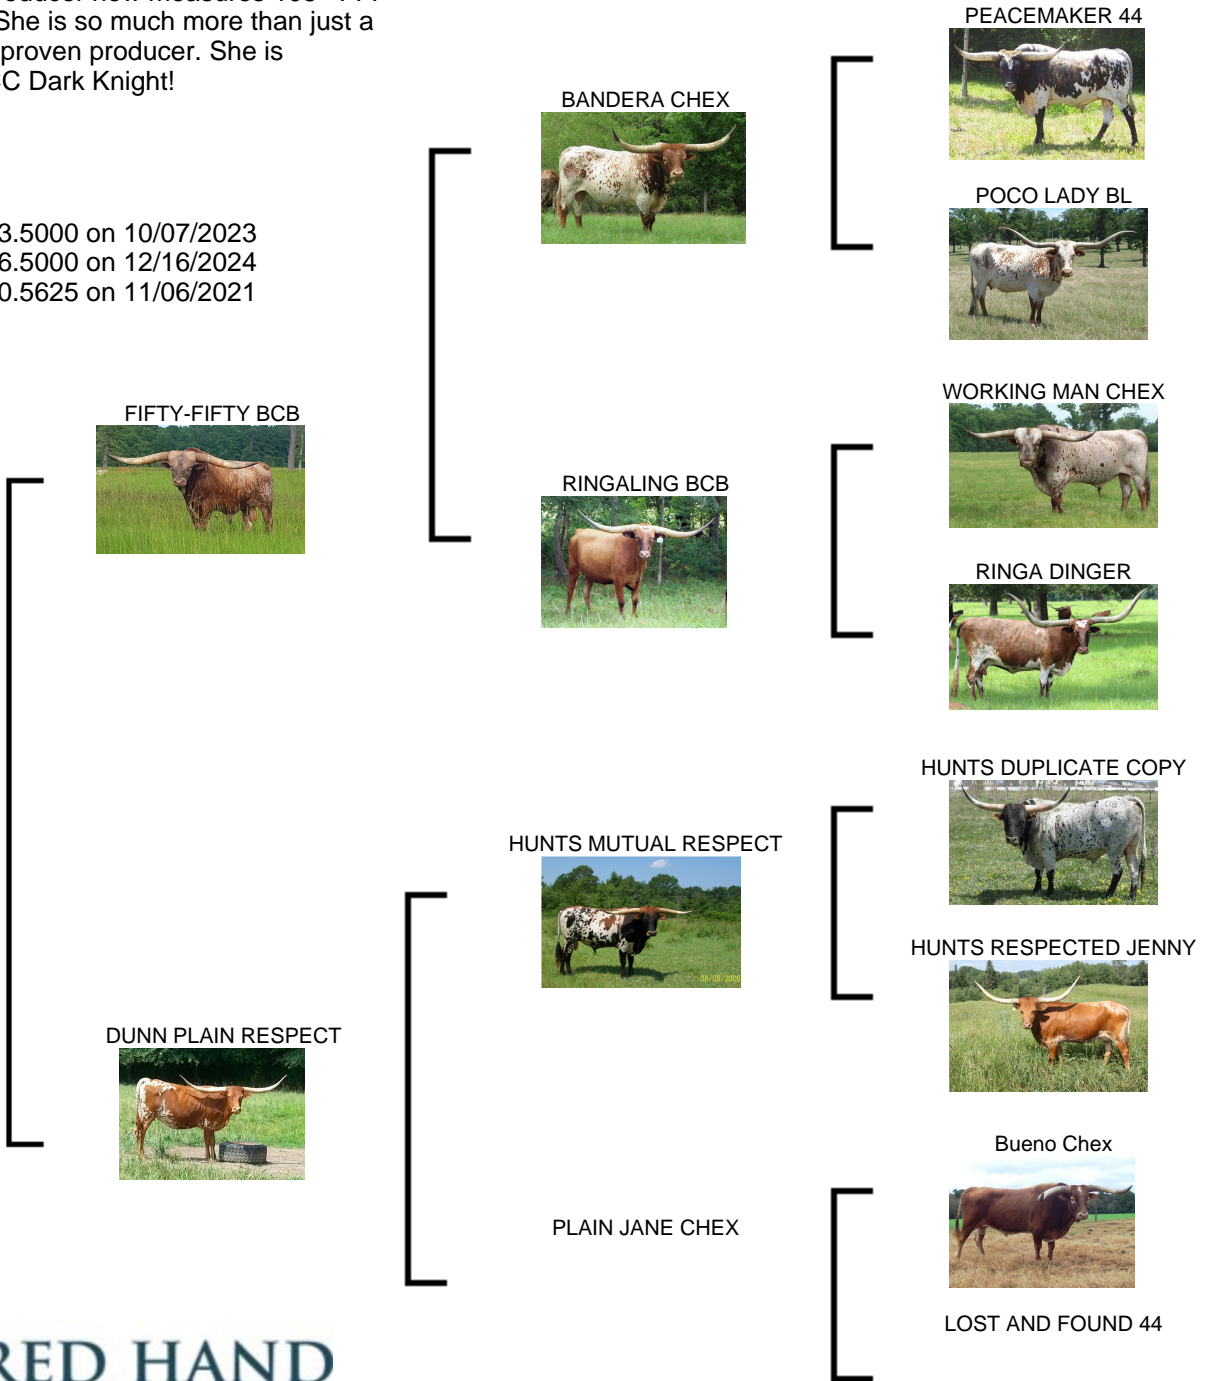 She is so much more than just a
proven producer. She is
C Dark Knight!
3.5000 on 10/07/2023
6.5000 on 12/16/2024
0.5625 on 11/06/2021
PEACEMAKER 44
BANDERA CHEX
POCO LADY BL
WORKING MAN CHEX
FIFTY-FIFTY BCB
RINGALING BCB
RINGA DINGER
HUNTS DUPLICATE COPY
HUNTS MUTUAL RESPECT
08/08/2009
HUNTS RESPECTED JENNY
DUNN PLAIN RESPECT
Bueno Chex
PLAIN JANE CHEX
LOST AND FOUND 44
RED HAND